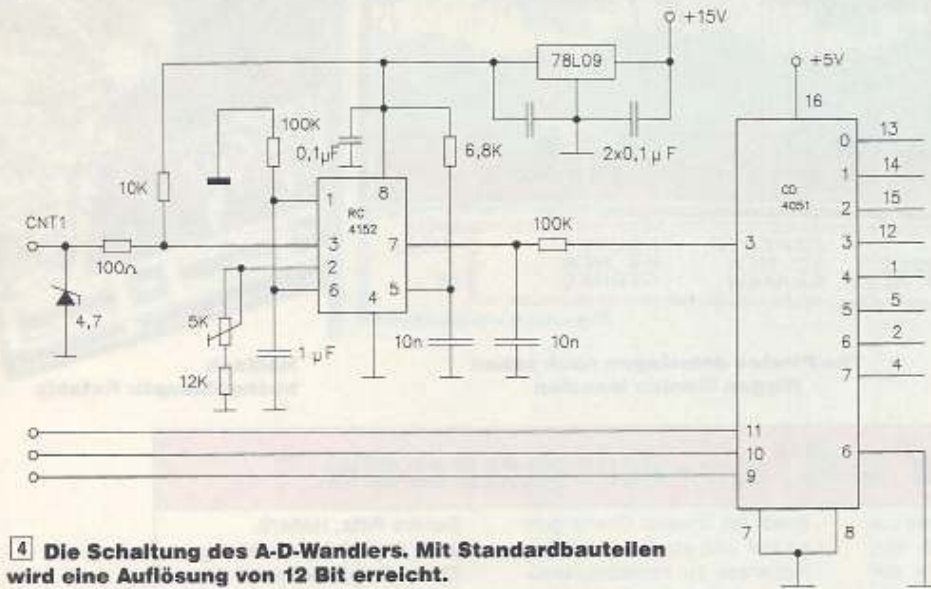 +15V
78L09
+5V
16
100K
0,1µF
6,8K
2x0,1µF
10K
CNT1
100Ω
4,7
RC
4152
1
8
3
2
6
7
5
4
5K
12K
1µF
10n
10n
100K
CD
4051
3
0 13
1 14
2 15
3 12
4 1
5 5
6 2
7 4
11
10
9
6
7
8
4 Die Schaltung des A-D-Wandlers. Mit Standardbauteilen
wird eine Auflösung von 12 Bit erreicht.